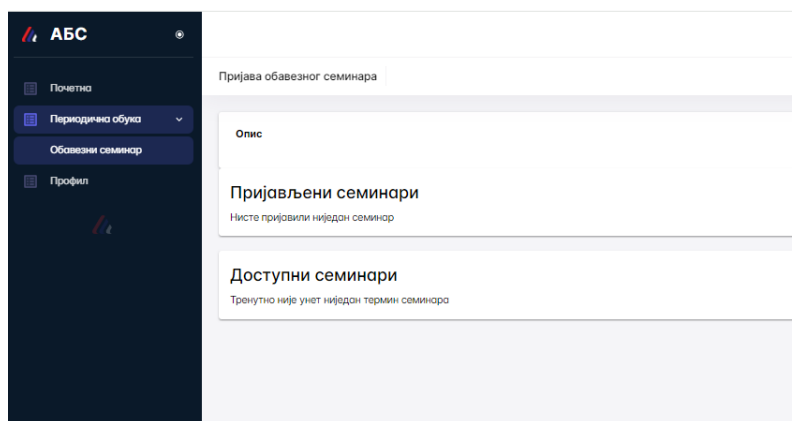 АБС
Почетна
Периодична обука
Обавезни семинар
Профил
Пријава обавезног семинара
Опис
Пријављени семинари
Нисте пријавили ниједан семинар
Доступни семинари
Тренутно није унет ниједан термин семинара